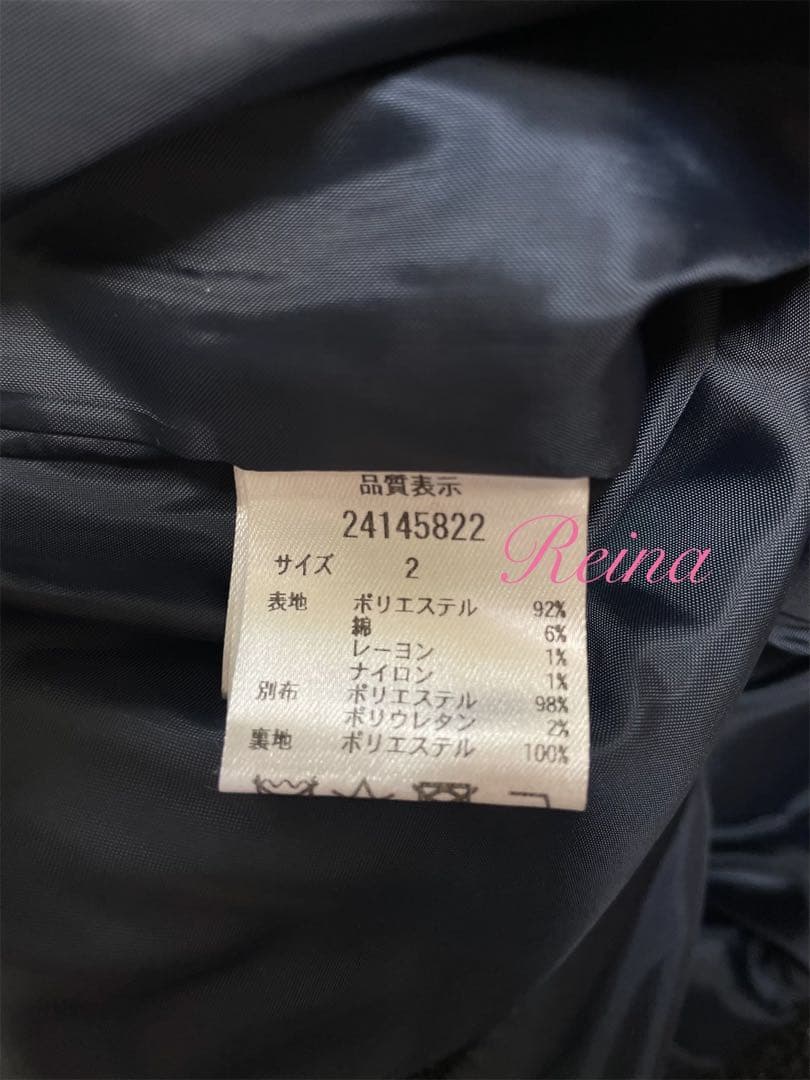 品質表示
24145822
Reina
サイズ 2
表地 ポリエステル 92%
綿 6%
レーヨン 1%
ナイロン 1%
別布 ポリエステル 98%
ポリウレタン 2%
裏地 ポリエステル 100%